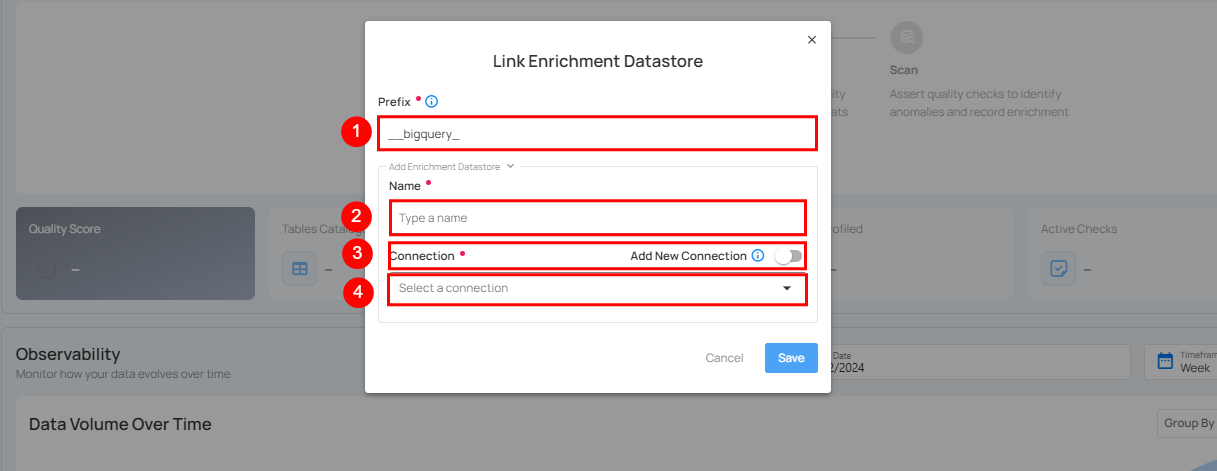 Link Enrichment Datastore
Prefix
1
__bigquery_
Add Enrichment Datastore
Name
2
Type a name
3
Connection
Add New Connection
4
Select a connection
Cancel
Save
Scan
Assert quality checks to identify
anomalies and record enrichment
Quality Score
–
Tables Catalog
–
–
Active Checks
–
Observability
Monitor how your data evolves over time
Date
2/2024
Timefram
Week
Data Volume Over Time
Group By